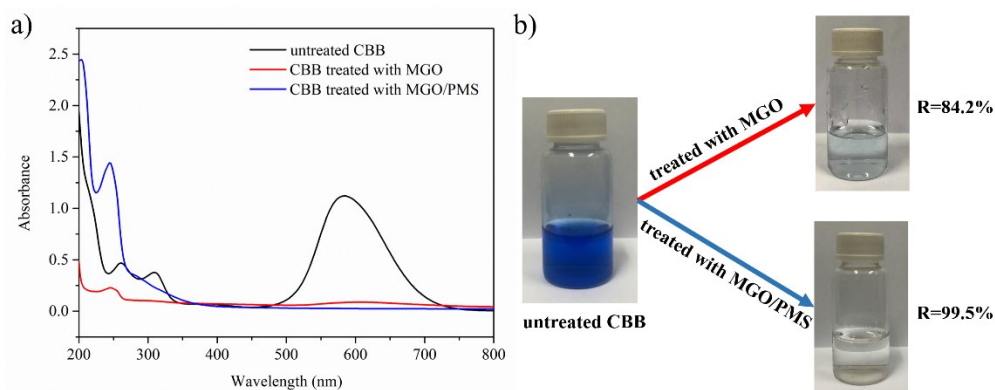 a)
untreated CBB
CBB treated with MGO
CBB treated with MGO/PMS
2.5
2.0
1.5
1.0
0.5
0.0
Absorbance
200 300 400 500 600 700 800
Wavelength (nm)
b)
treated with MGO
R=84.2%
treated with MGO/PMS
R=99.5%
untreated CBB